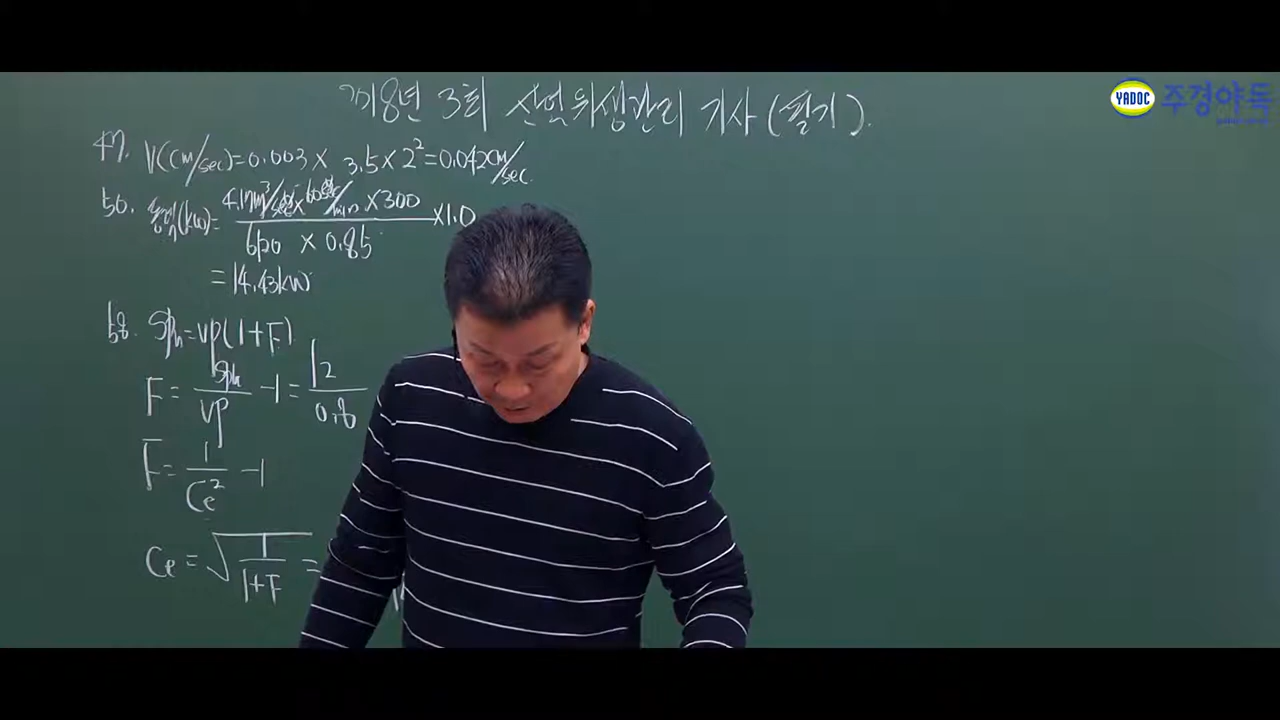 2018년 3회 산업위생관리 기사 (필기).
YADOC 주경야독
47. V(cm/sec)=0.003 × 3.5 × 2² = 0.042cm/sec.
50. 동력(kW)= 4.17m³/sec × 60sec/min × 300 / 6120 × 0.85 × 1.0
= 14.43kW
58. SPh=VP(1+F)
F = SPh / VP -1 = 12 / 0.8
F = 1 / Ce² -1
Ce = √ 1 / 1+F =